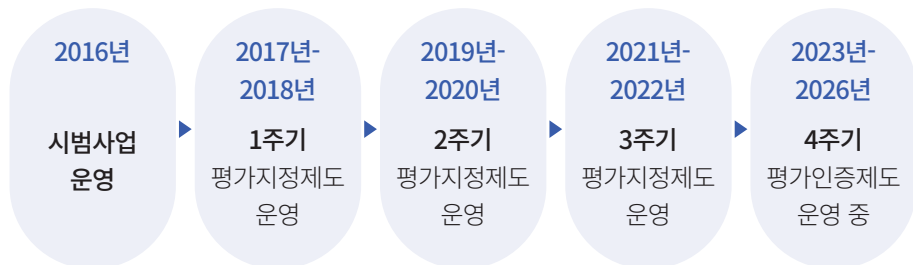 2016년
시범사업
운영
2017년-
2018년
1주기
평가지정제도
운영
2019년-
2020년
2주기
평가지정제도
운영
2021년-
2022년
3주기
평가지정제도
운영
2023년-
2026년
4주기
평가인증제도
운영 중